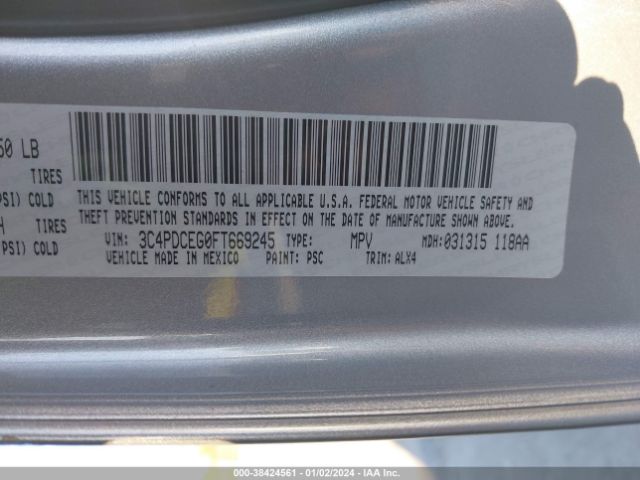 50 LB
TIRES
PSI) COLD
TIRES
PSI) COLD
THIS VEHICLE CONFORMS TO ALL APPLICABLE U.S.A. FEDERAL MOTOR VEHICLE SAFETY AND
THEFT PREVENTION STANDARDS IN EFFECT ON THE DATE OF MANUFACTURE SHOWN ABOVE.
VIN: 3C4PDCEG0FT669245 TYPE: MPV MDH:031315 118AA
VEHICLE MADE IN MEXICO PAINT: PSC TRIM: ALX4
000-38424561 - 01/02/2024 - IAA Inc.